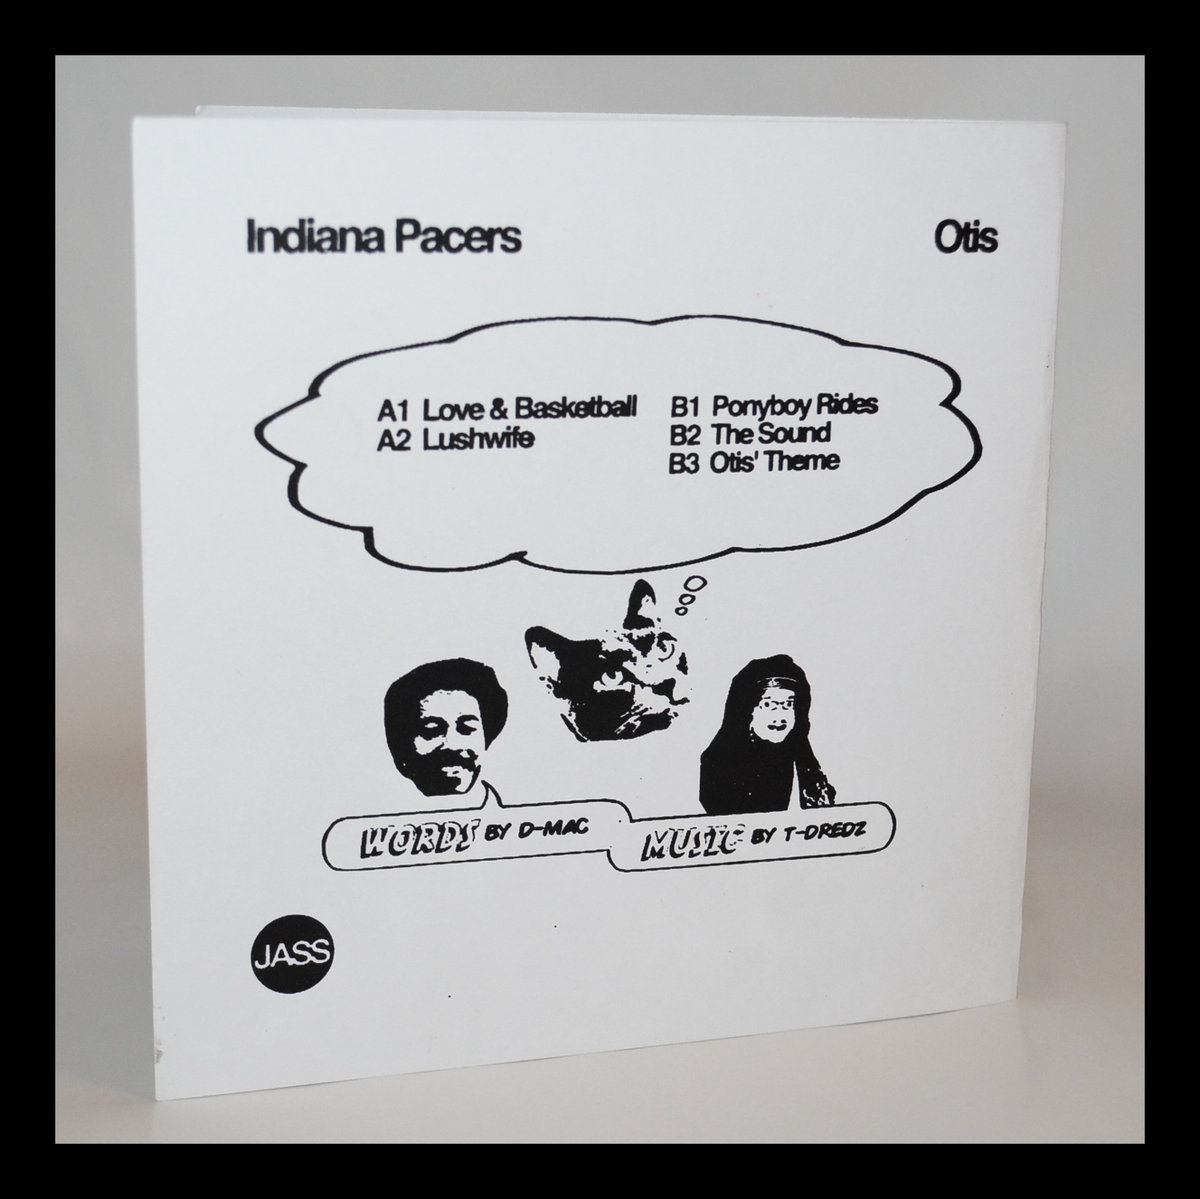 Indiana Pacers
Otis
A1 Love & Basketball
A2 Lushwife
B1 Ponyboy Rides
B2 The Sound
B3 Otis' Theme
WORDS BY D-MAC
MUSIC BY T-DREDZ
JASS